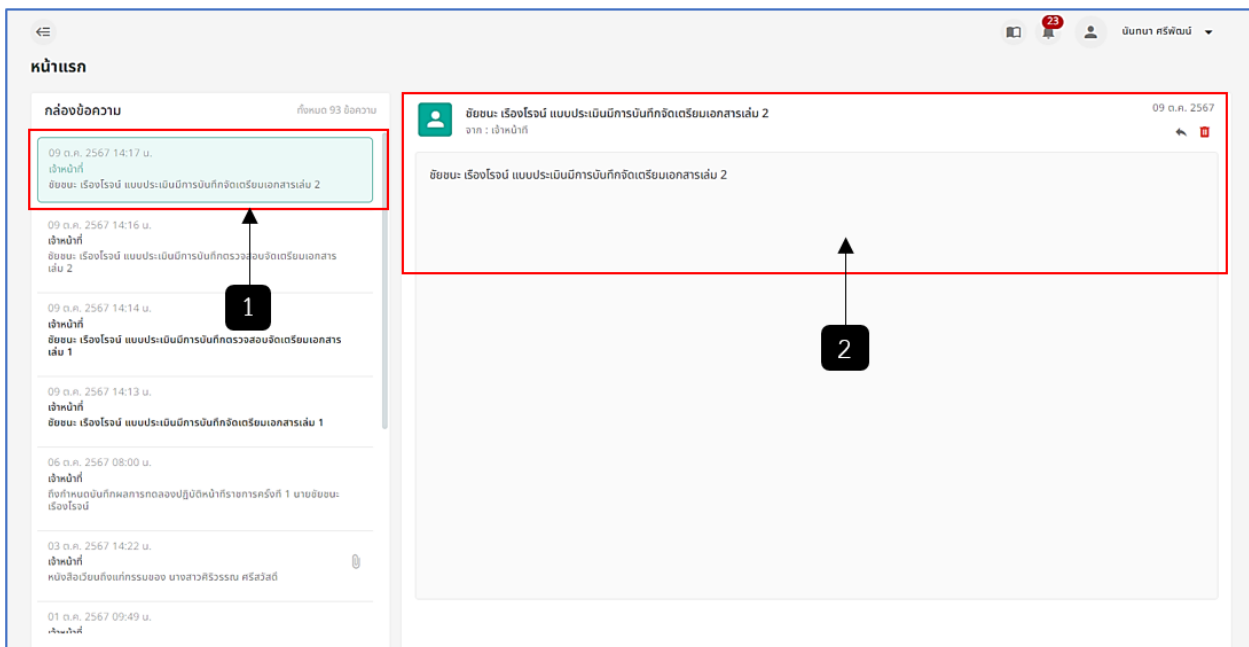 23
นันทนา ศรีพัฒน์
หน้าแรก
กล่องข้อความ
ทั้งหมด 93 ข้อความ
09 ต.ค. 2567 14:17 น.
เจ้าหน้าที่
ชัยชนะ เรืองโรจน์ แบบประเมินมีการบันทึกจัดเตรียมเอกสารเล่ม 2
09 ต.ค. 2567 14:16 น.
เจ้าหน้าที่
ชัยชนะ เรืองโรจน์ แบบประเมินมีการบันทึกตรวจสอบจัดเตรียมเอกสาร
เล่ม 2
09 ต.ค. 2567 14:14 น.
เจ้าหน้าที่
ชัยชนะ เรืองโรจน์ แบบประเมินมีการบันทึกตรวจสอบจัดเตรียมเอกสาร
เล่ม 1
09 ต.ค. 2567 14:13 น.
เจ้าหน้าที่
ชัยชนะ เรืองโรจน์ แบบประเมินมีการบันทึกจัดเตรียมเอกสารเล่ม 1
06 ต.ค. 2567 08:00 น.
เจ้าหน้าที่
ถึงกำหนดบันทึกผลการทดลองปฏิบัติหน้าที่ราชการครั้งที่ 1 นายชัยชนะ
เรืองโรจน์
03 ต.ค. 2567 14:22 น.
เจ้าหน้าที่
หนังสือเวียนถึงแก่กรรมของ นางสาวศิริวรรณ ศรีสวัสดิ์
01 ต.ค. 2567 09:49 น.
เจ้าหน้าที่
1
ชัยชนะ เรืองโรจน์ แบบประเมินมีการบันทึกจัดเตรียมเอกสารเล่ม 2
จาก : เจ้าหน้าที่
09 ต.ค. 2567
ชัยชนะ เรืองโรจน์ แบบประเมินมีการบันทึกจัดเตรียมเอกสารเล่ม 2
2